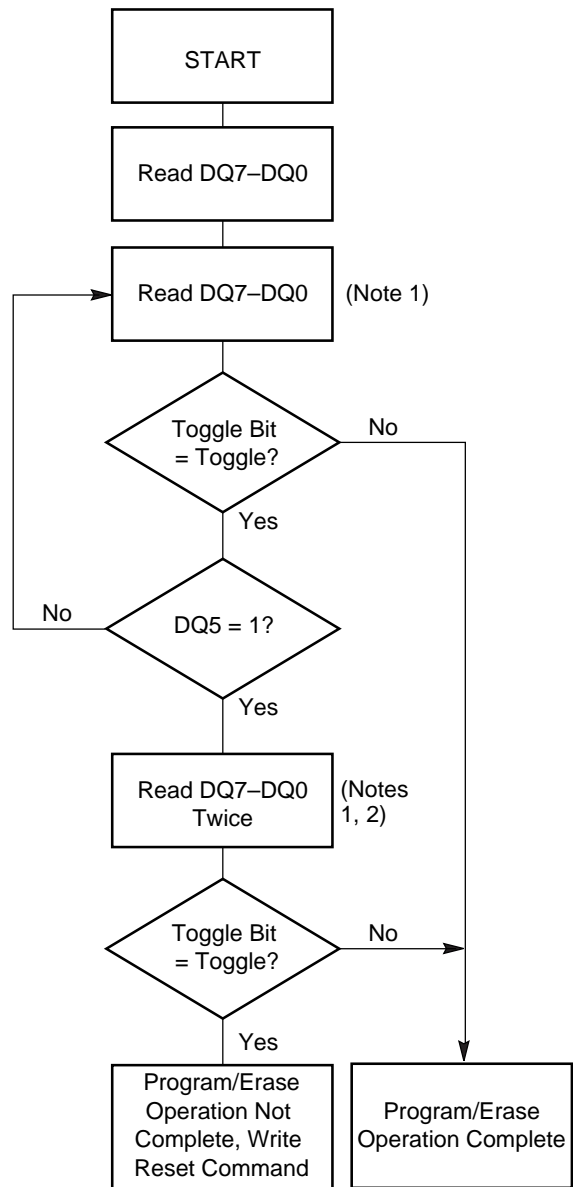 START
Read DQ7–DQ0
Read DQ7–DQ0
(Note 1)
Toggle Bit
= Toggle?
No
Yes
No
DQ5 = 1?
Yes
Read DQ7–DQ0
Twice
(Notes
1, 2)
Toggle Bit
= Toggle?
No
Yes
Program/Erase
Operation Not
Complete, Write
Reset Command
Program/Erase
Operation Complete